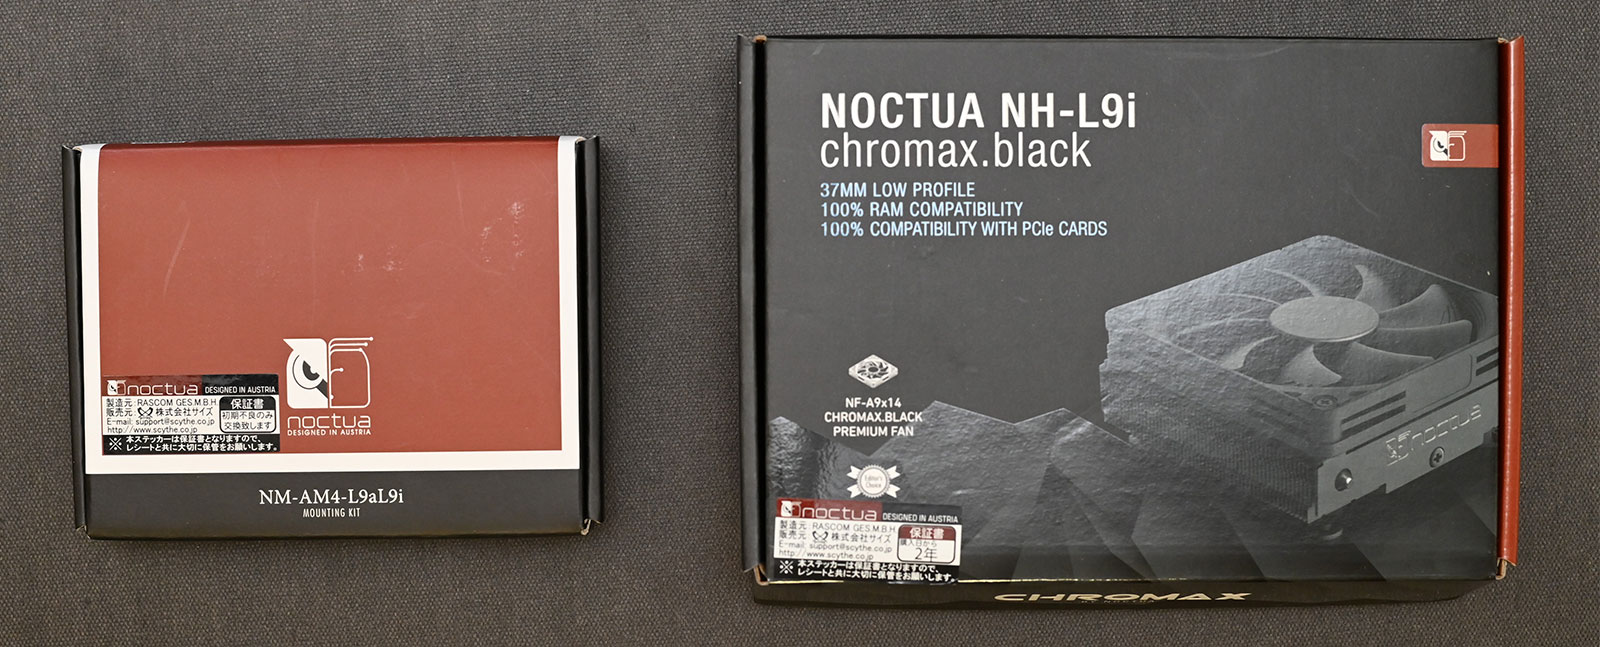 noctua
DESIGNED IN AUSTRIA
noctua DESIGNED IN AUSTRIA
製造元: RASCOM GES.M.B.H
販売元: 株式会社サイズ
E-mail: support@scythe.co.jp
http://www.scythe.co.jp
保証書
初期不良のみ
交換致します
※ 本ステッカーは保証書となりますので、
レシートと共に大切に保管をお願いします。
NM-AM4-L9aL9i
MOUNTING KIT
NOCTUA NH-L9i
chromax.black
37MM LOW PROFILE
100% RAM COMPATIBILITY
100% COMPATIBILITY WITH PCIe CARDS
noctua
NF-A9x14
CHROMAX.BLACK
PREMIUM FAN
Editor's
Choice
noctua DESIGNED IN AUSTRIA
製造元: RASCOM GES.M.B.H
販売元: 株式会社サイズ
E-mail: support@scythe.co.jp
http://www.scythe.co.jp
保証書
購入日から
2年
※ 本ステッカーは保証書となりますので、
レシートと共に大切に保管をお願いします。
CHROMAX
BY NOCTUA